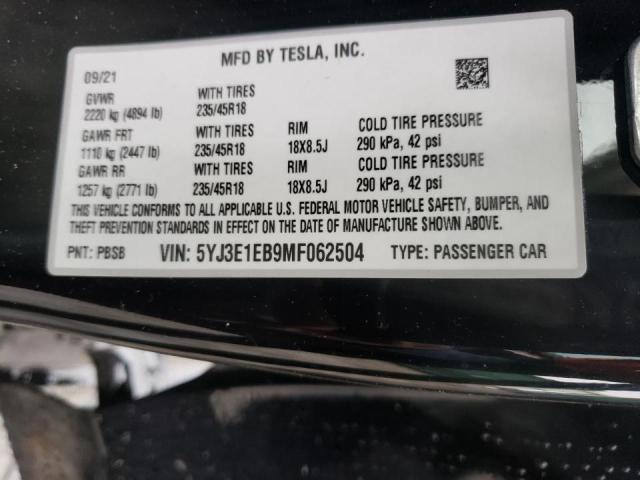 MFD BY TESLA, INC.
09/21
GVWR WITH TIRES
2220 kg (4894 lb) 235/45R18
GAWR FRT WITH TIRES RIM COLD TIRE PRESSURE
1110 kg (2447 lb) 235/45R18 18X8.5J 290 kPa, 42 psi
GAWR RR WITH TIRES RIM COLD TIRE PRESSURE
1257 kg (2771 lb) 235/45R18 18X8.5J 290 kPa, 42 psi
THIS VEHICLE CONFORMS TO ALL APPLICABLE U.S. FEDERAL MOTOR VEHICLE SAFETY, BUMPER, AND
THEFT PREVENTION STANDARDS IN EFFECT ON THE DATE OF MANUFACTURE SHOWN ABOVE.
PNT: PBSB VIN: 5YJ3E1EB9MF062504 TYPE: PASSENGER CAR